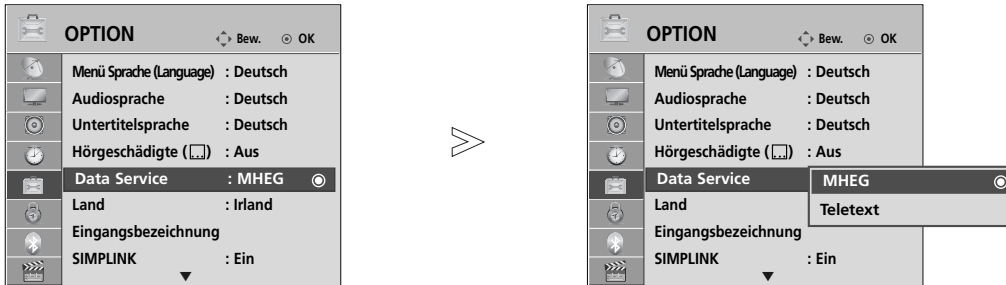 OPTION Bew. OK
Menü Sprache (Language) : Deutsch
Audiosprache : Deutsch
Untertitelsprache : Deutsch
Hörgeschädigte ( ) : Aus
Data Service : MHEG
Land : Irland
Eingangsbezeichnung
SIMPLINK : Ein
OPTION Bew. OK
Menü Sprache (Language) : Deutsch
Audiosprache : Deutsch
Untertitelsprache : Deutsch
Hörgeschädigte ( ) : Aus
Data Service
MHEG
Land
Teletext
Eingangsbezeichnung
SIMPLINK : Ein